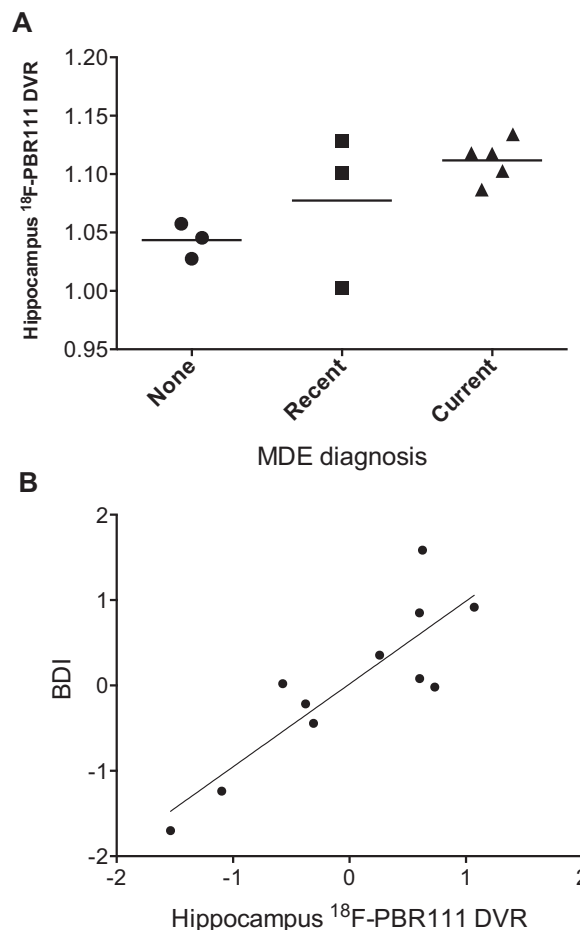 A
Hippocampus ¹⁸F-PBR111 DVR
1.20
1.15
1.10
1.05
1.00
0.95
None
Recent
Current
MDE diagnosis
B
BDI
2
1
0
-1
-2
-2
-1
0
1
2
Hippocampus ¹⁸F-PBR111 DVR